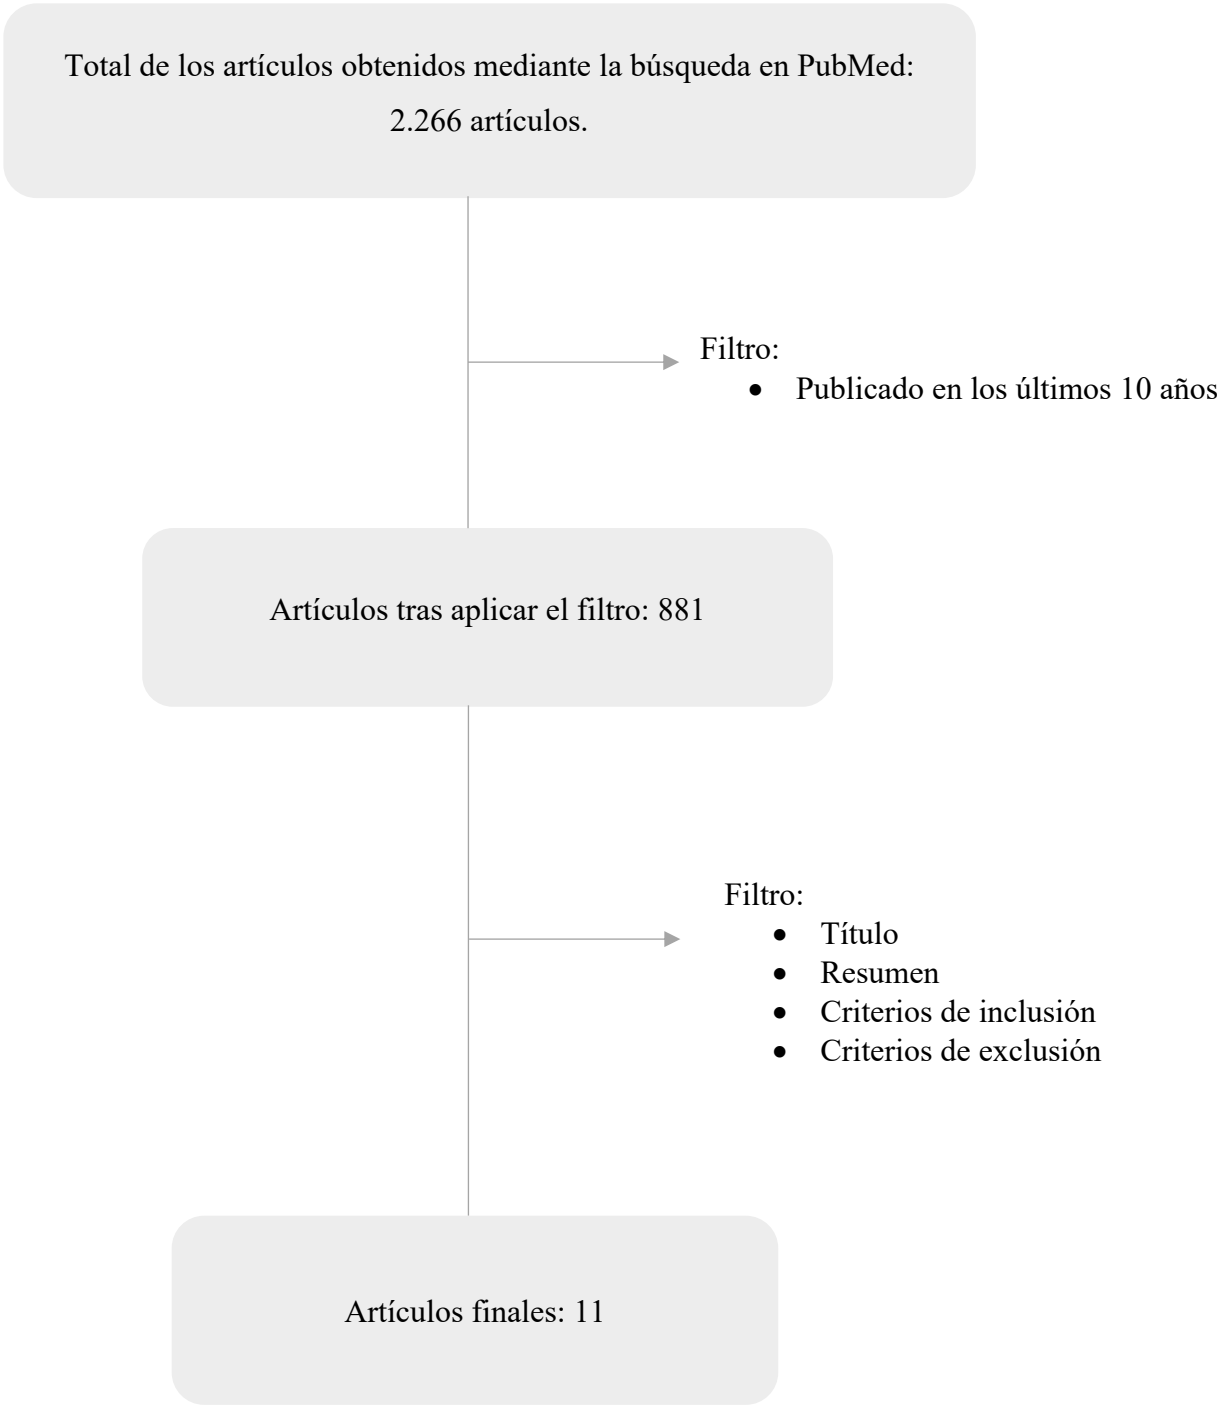 Total de los artículos obtenidos mediante la búsqueda en PubMed:
2.266 artículos.
Filtro:
• Publicado en los últimos 10 años
Artículos tras aplicar el filtro: 881
Filtro:
• Título
• Resumen
• Criterios de inclusión
• Criterios de exclusión
Artículos finales: 11